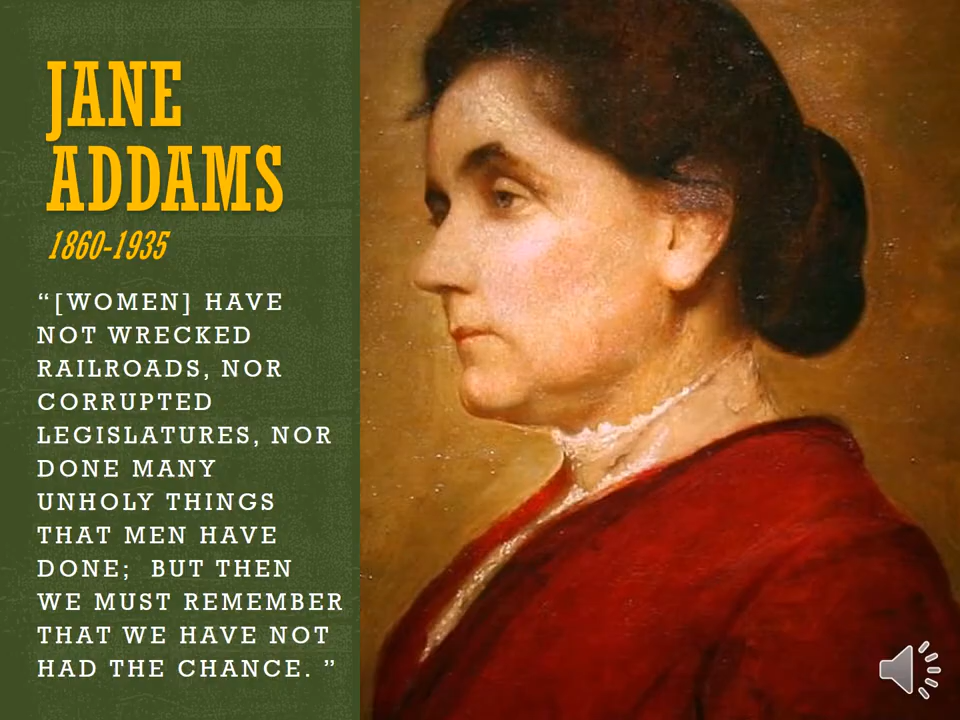 JANE
ADDAMS
1860-1935
“[WOMEN] HAVE
NOT WRECKED
RAILROADS, NOR
CORRUPTED
LEGISLATURES, NOR
DONE MANY
UNHOLY THINGS
THAT MEN HAVE
DONE;  BUT THEN
WE MUST REMEMBER
THAT WE HAVE NOT
HAD THE CHANCE. ”